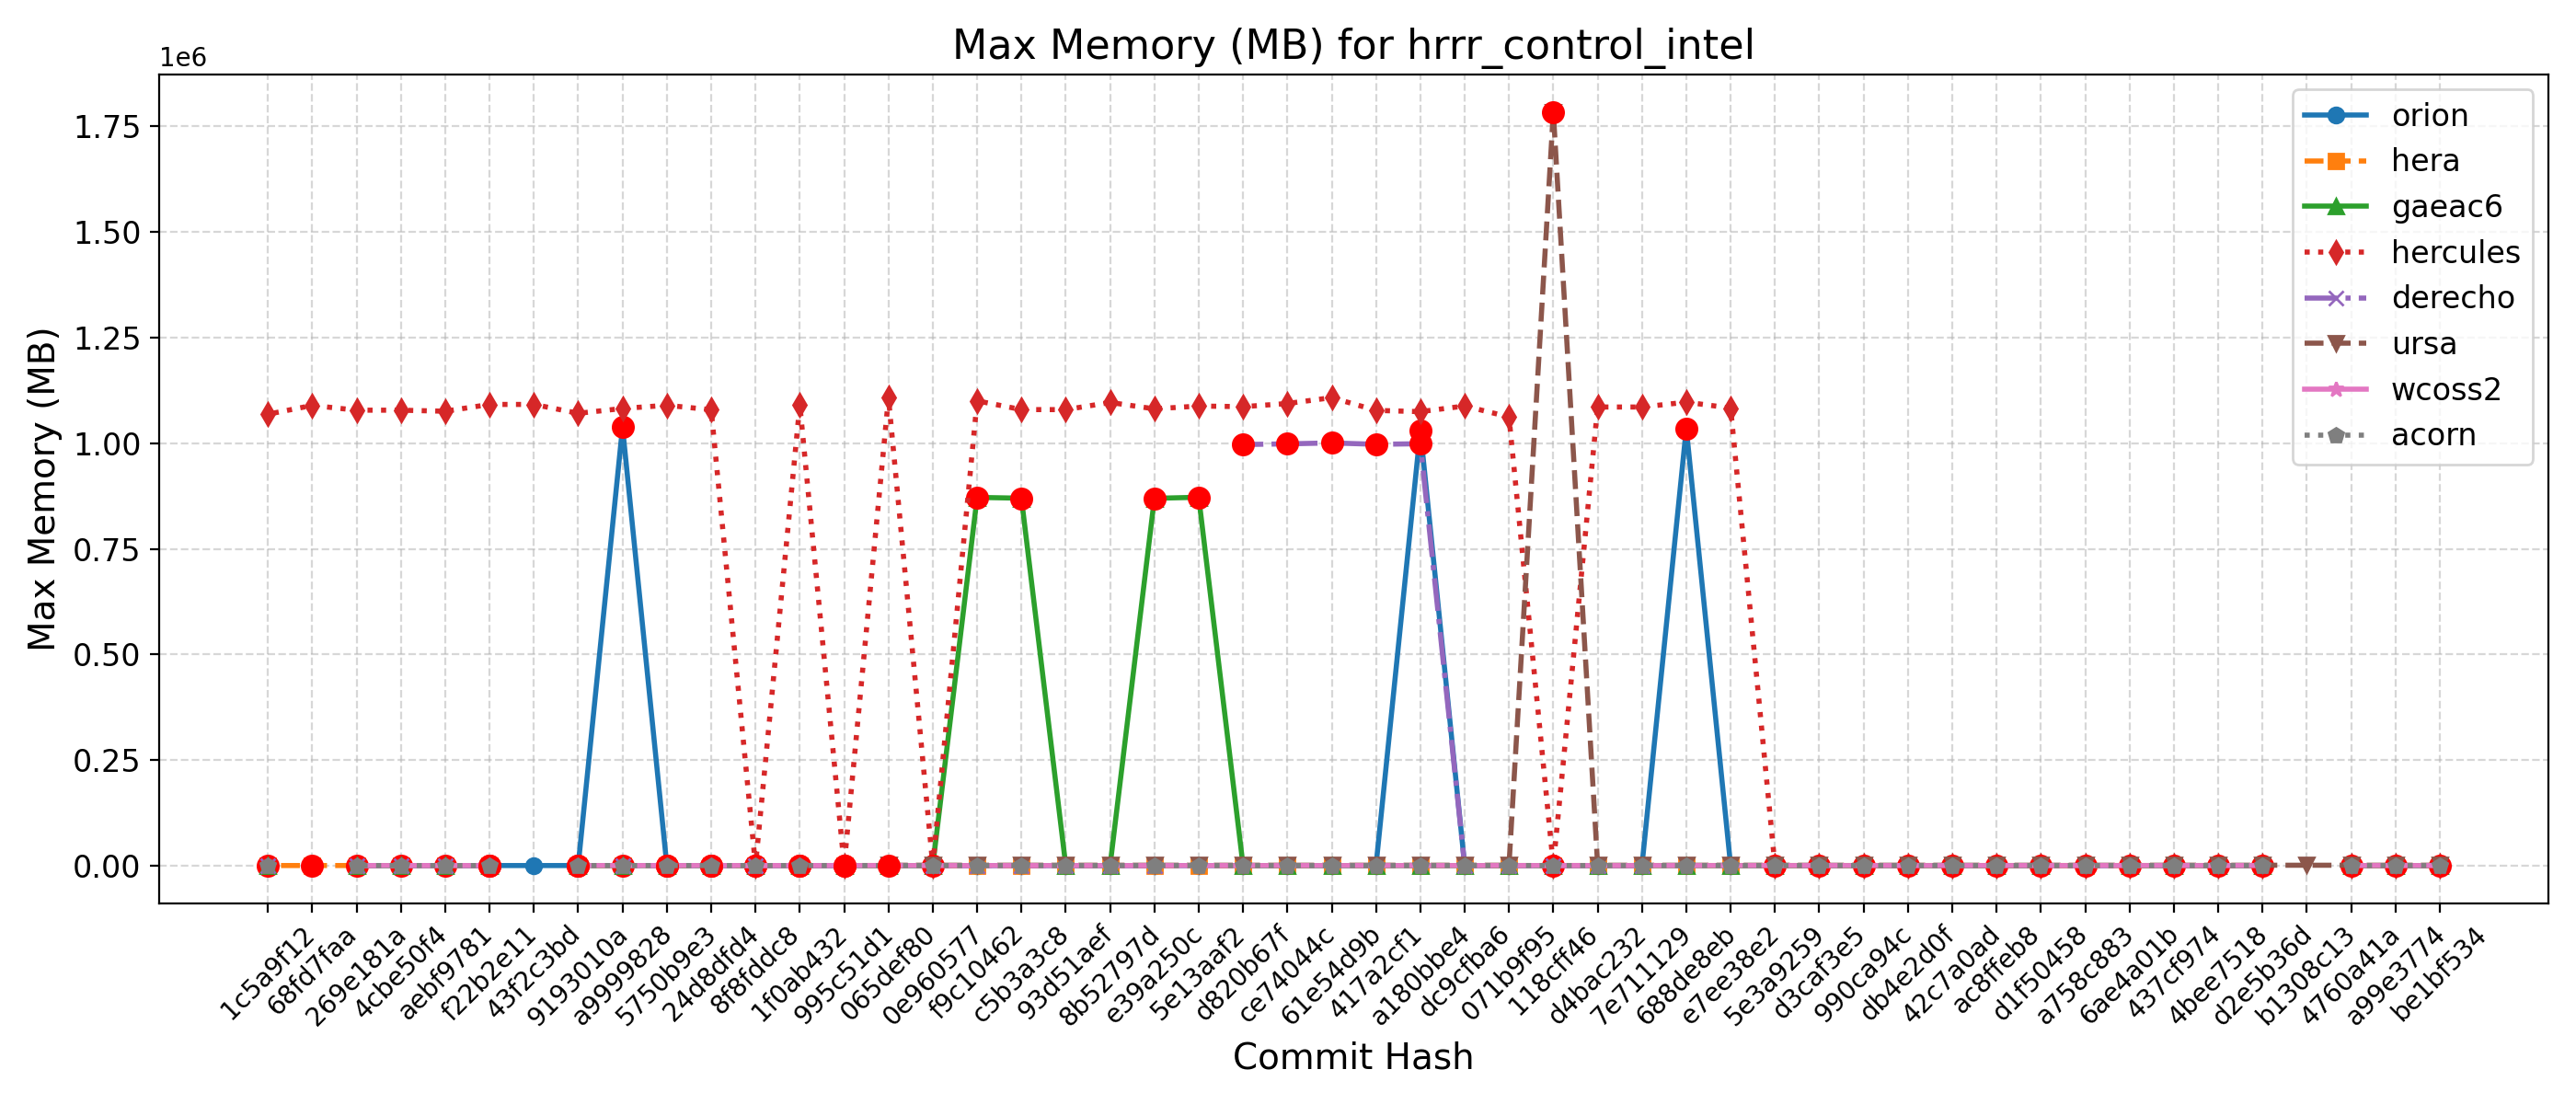 Max Memory (MB) for hrrr_control_intel
1e6
1.75
1.50
1.25
1.00
0.75
0.50
0.25
0.00
Max Memory (MB)
orion
hera
gaeac6
hercules
derecho
ursa
wcoss2
acorn
1c5a9f12
68fd7faa
269e181a
4cbe50f4
aebf9781
f22b2e11
43f2c3bd
9193010a
a9999828
5750b9e3
24d8dfd4
8f8fddc8
1f0ab432
995c51d1
065def80
0e960577
f9c10462
c5b3a3c8
93d51aef
8b52797d
e39a250c
5e13aaf2
d820b67f
ce74044c
61e54d9b
417a2cf1
a180bbe4
dc9cfba6
071b9f95
118cff46
d4bac232
7e711129
688de8eb
e7ee38e2
5e3a9259
d3caf3e5
990ca94c
db4e2d0f
42c7a0ad
ac8ffeb8
d1f50458
a758c883
6ae4a01b
437cf974
4bee7518
d2e5b36d
b1308c13
4760a41a
a99e3774
be1bf534
Commit Hash